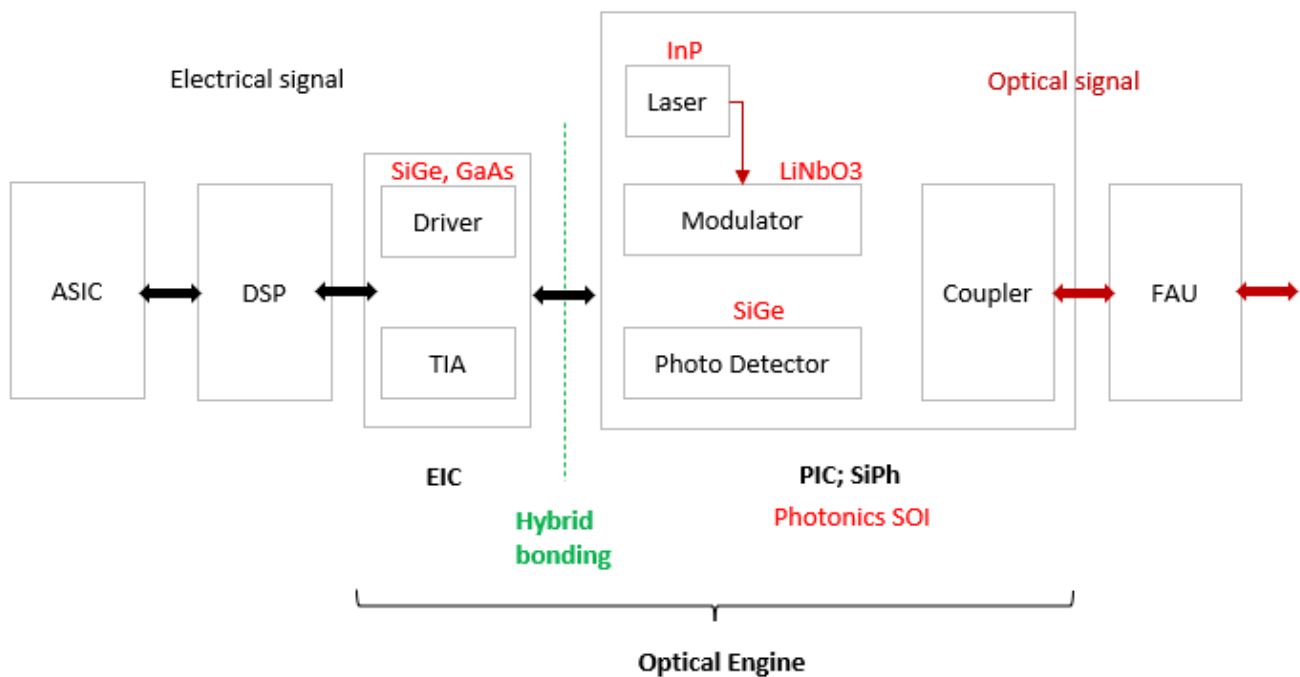 InP
Electrical signal
Laser
Optical signal
SiGe, GaAs
LiNbO3
Driver
Modulator
ASIC
DSP
Coupler
FAU
SiGe
TIA
Photo Detector
EIC
PIC; SiPh
Hybrid
bonding
Photonics SOI
Optical Engine